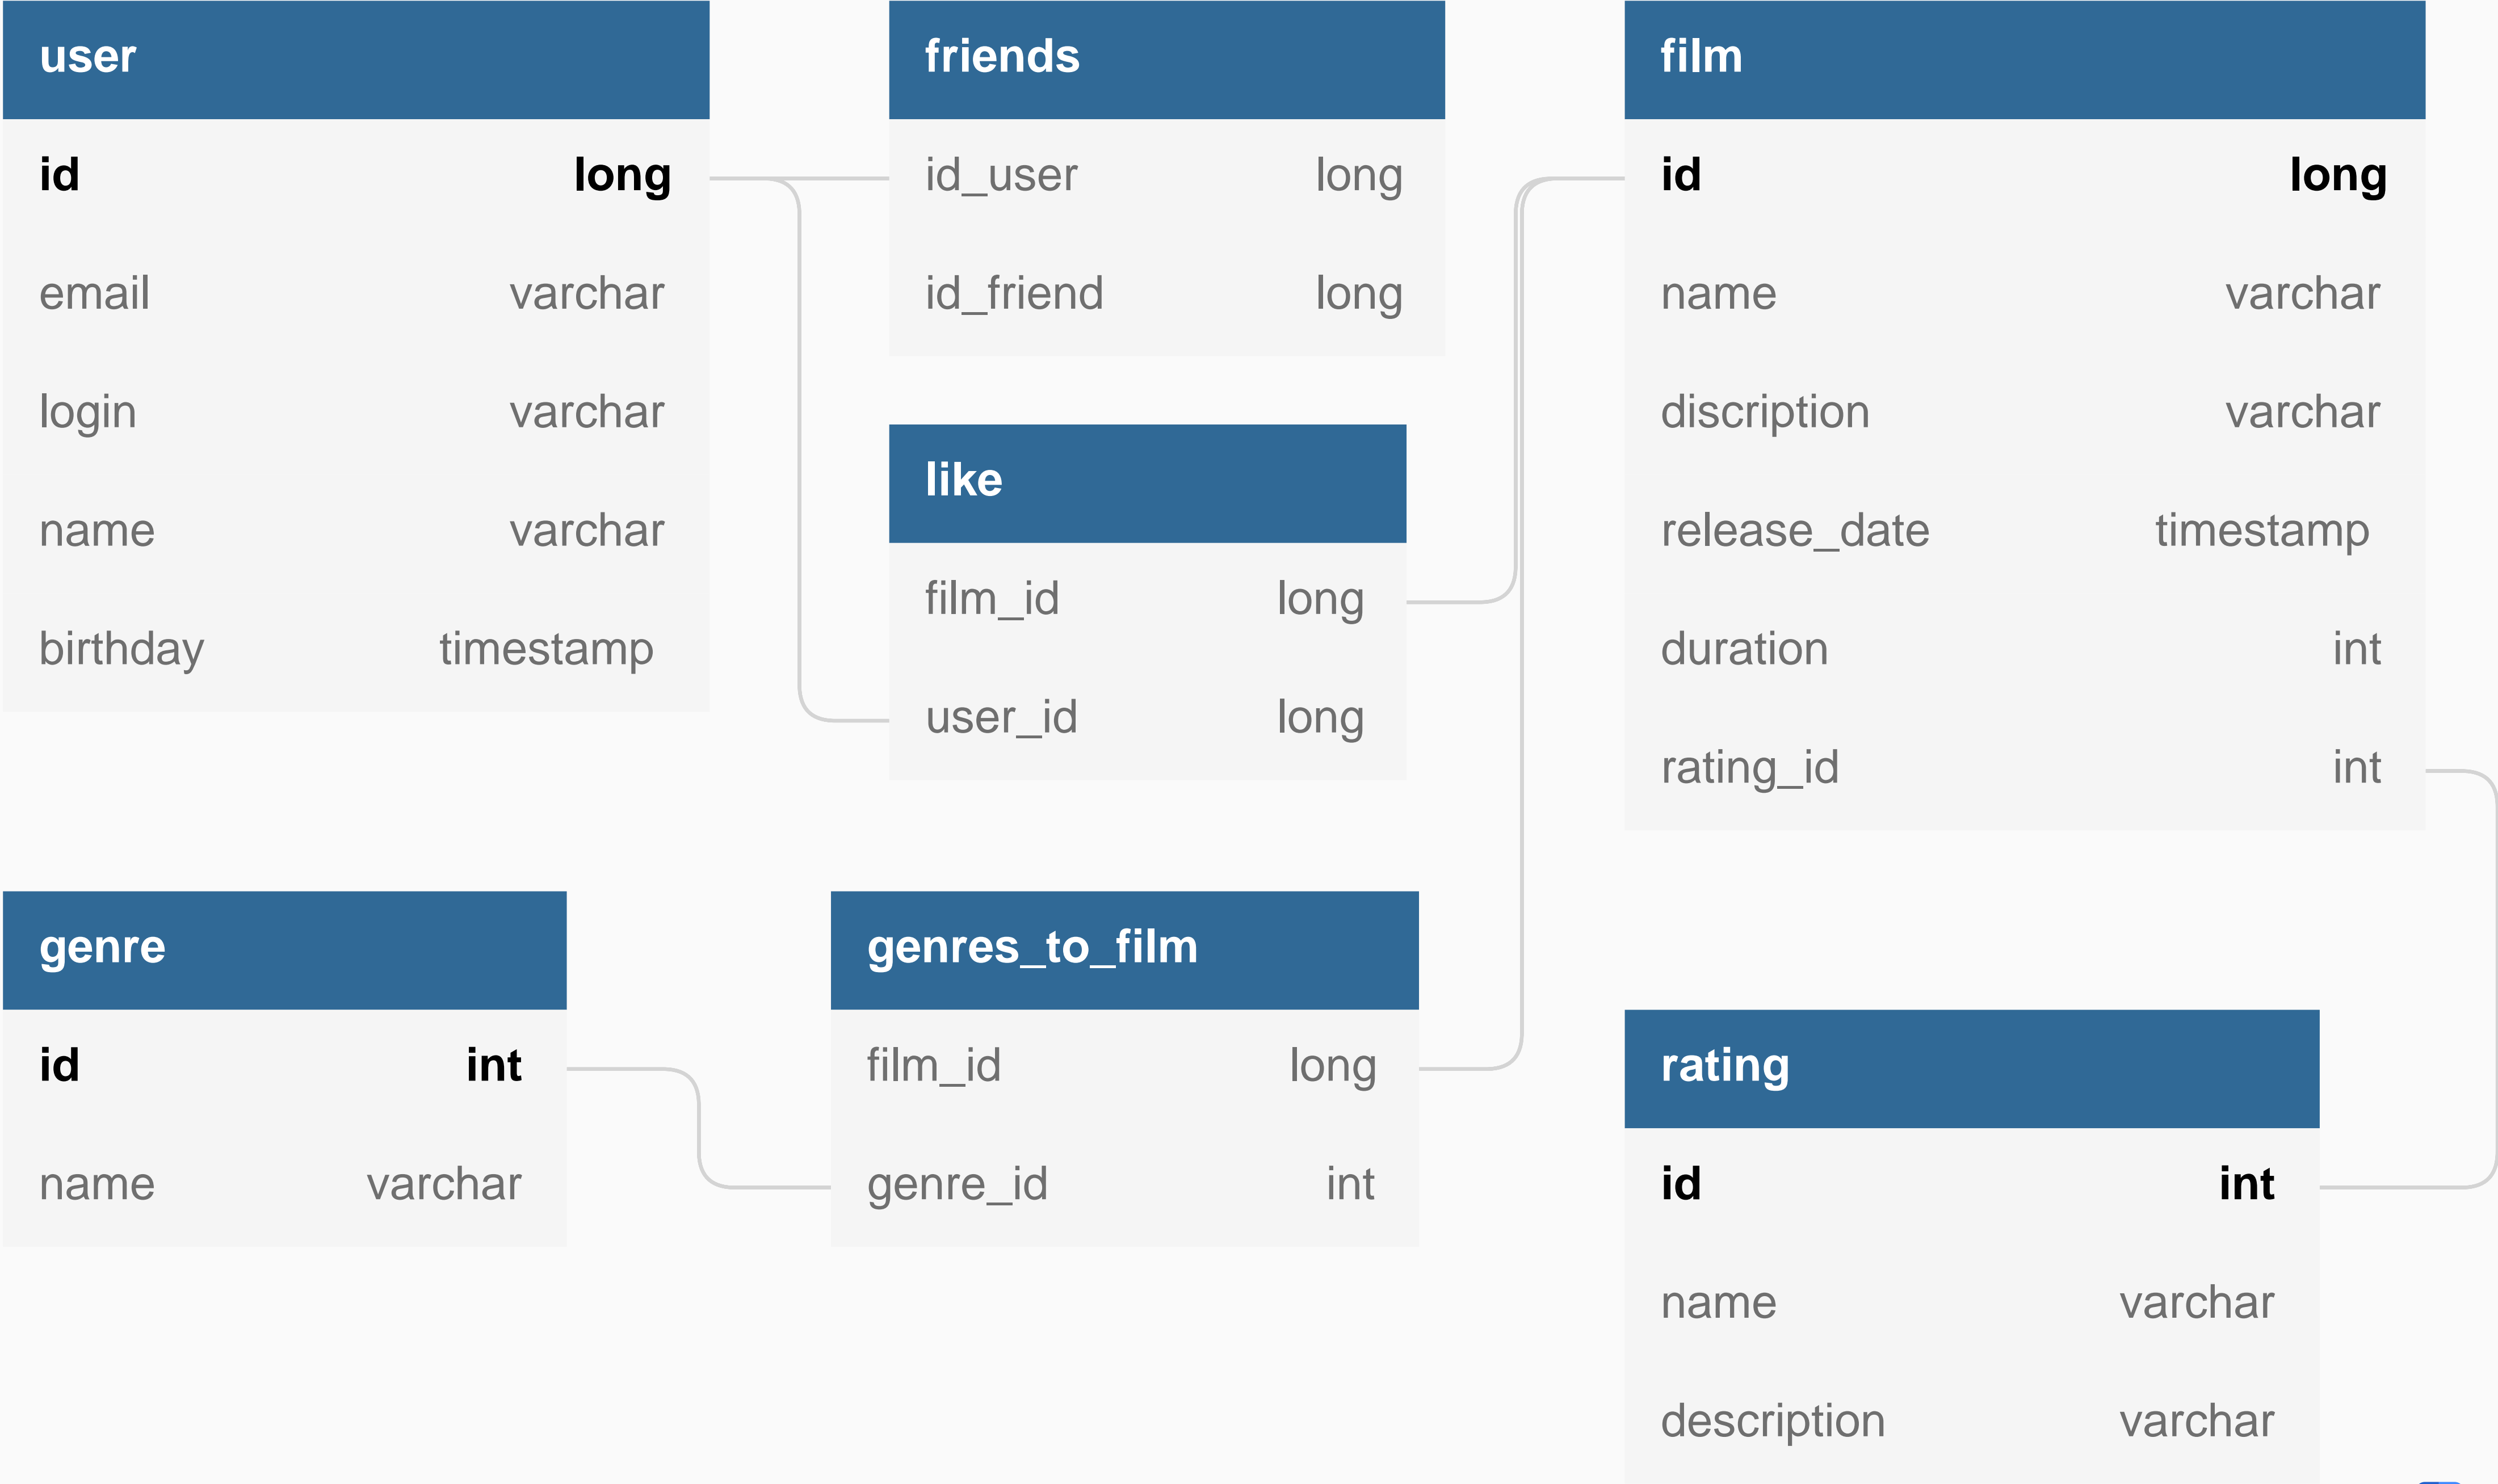 user
id long
email varchar
login varchar
name varchar
birthday timestamp
friends
id_user long
id_friend long
like
film_id long
user_id long
film
id long
name varchar
discription varchar
release_date timestamp
duration int
rating_id int
genre
id int
name varchar
genres_to_film
film_id long
genre_id int
rating
id int
name varchar
description varchar